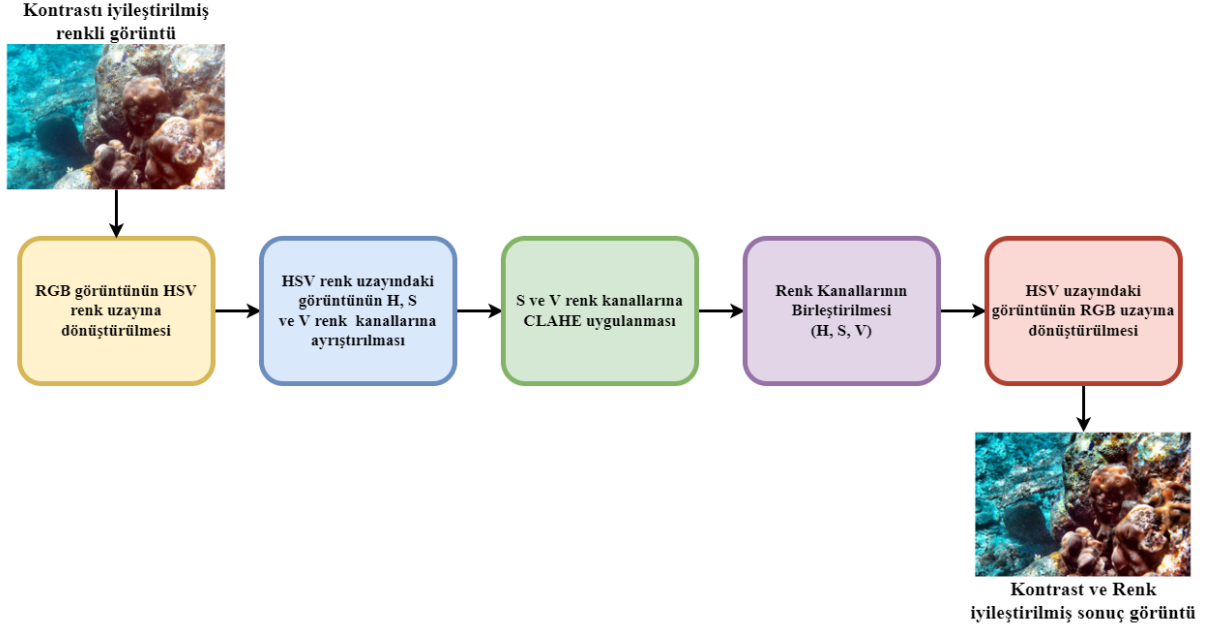 Kontrastı iyileştirilmiş
renkli görüntü
RGB görüntünün HSV
renk uzayına
dönüştürülmesi
HSV renk uzayındaki
görüntünün H, S
ve V renk kanallarına
ayrıştırılması
S ve V renk kanallarına
CLAHE uygulanması
Renk Kanallarının
Birleştirilmesi
(H, S, V)
HSV uzayındaki
görüntünün RGB uzayına
dönüştürülmesi
Kontrast ve Renk
iyileştirilmiş sonuç görüntü